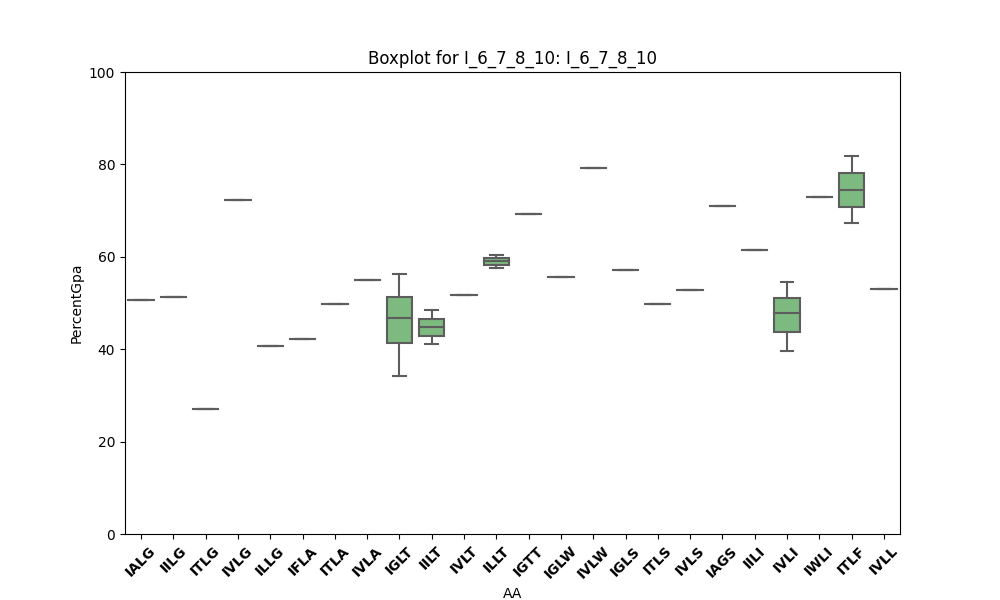 Boxplot for I_6_7_8_10: I_6_7_8_10
100
80
60
40
20
0
PercentGpa
IALG IILG ITLG IVLG ILLG IFLA ITLA IVLA IGLT IILT IVLT ILLT IGTT IGLW IVLW IGLS ITLS IVLS IAGS IILI IVLI IWLI ITLF IVLL
AA